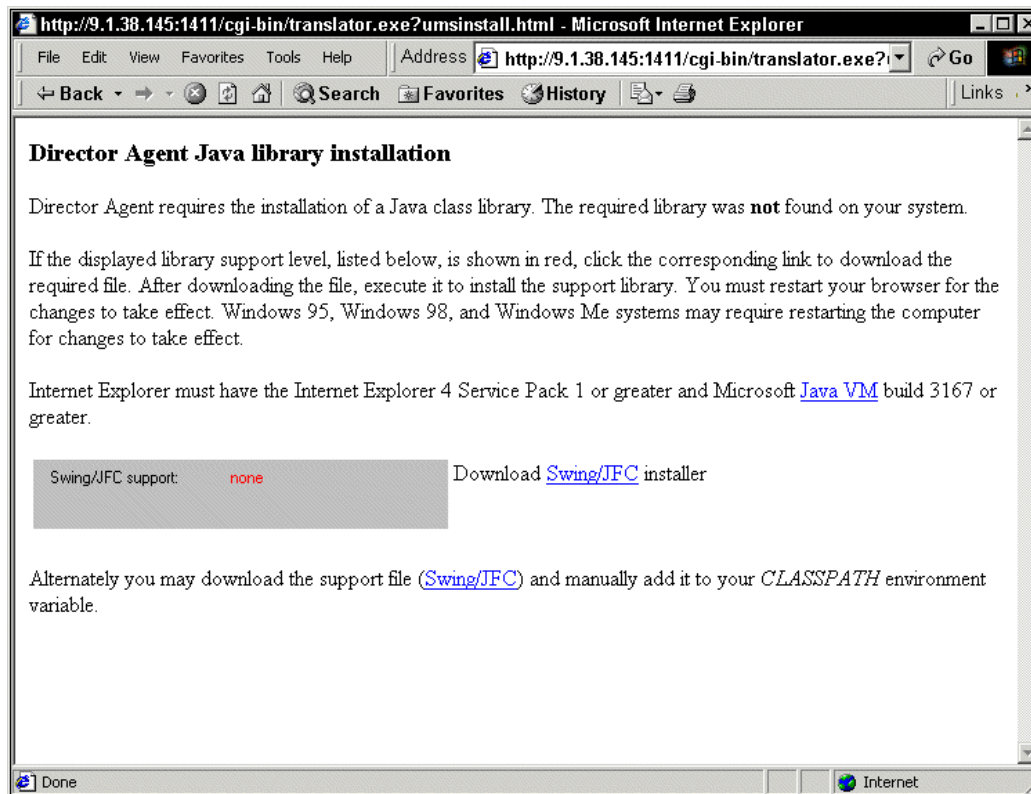 http://9.1.38.145:1411/cgi-bin/translator.exe?umsinstall.html - Microsoft Internet Explorer
File Edit View Favorites Tools Help Address http://9.1.38.145:1411/cgi-bin/translator.exe? Go
Back Search Favorites History Links
Director Agent Java library installation
Director Agent requires the installation of a Java class library. The required library was not found on your system.
If the displayed library support level, listed below, is shown in red, click the corresponding link to download the
required file. After downloading the file, execute it to install the support library. You must restart your browser for the
changes to take effect. Windows 95, Windows 98, and Windows Me systems may require restarting the computer
for changes to take effect.
Internet Explorer must have the Internet Explorer 4 Service Pack 1 or greater and Microsoft Java VM build 3167 or
greater.
Swing/JFC support: none Download Swing/JFC installer
Alternately you may download the support file (Swing/JFC) and manually add it to your CLASSPATH environment
variable.
Done Internet